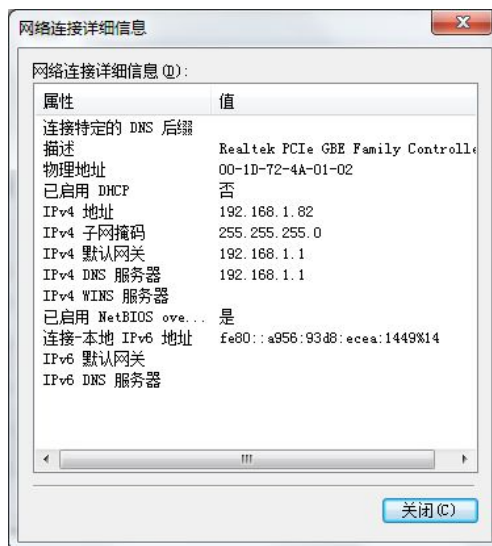 网络连接详细信息
网络连接详细信息(D):
属性 值
连接特定的 DNS 后缀
描述 Realtek PCIe GBE Family Controlle
物理地址 00-1D-72-4A-01-02
已启用 DHCP 否
IPv4 地址 192.168.1.82
IPv4 子网掩码 255.255.255.0
IPv4 默认网关 192.168.1.1
IPv4 DNS 服务器 192.168.1.1
IPv4 WINS 服务器
已启用 NetBIOS ove... 是
连接-本地 IPv6 地址 fe80::a956:93d8:ecea:1449%14
IPv6 默认网关
IPv6 DNS 服务器
关闭(C)